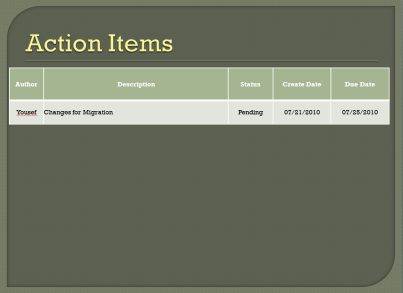 Action Items
Author Description Status Create Date Due Date
Yousef Changes for Migration Pending 07/21/2010 07/25/2010